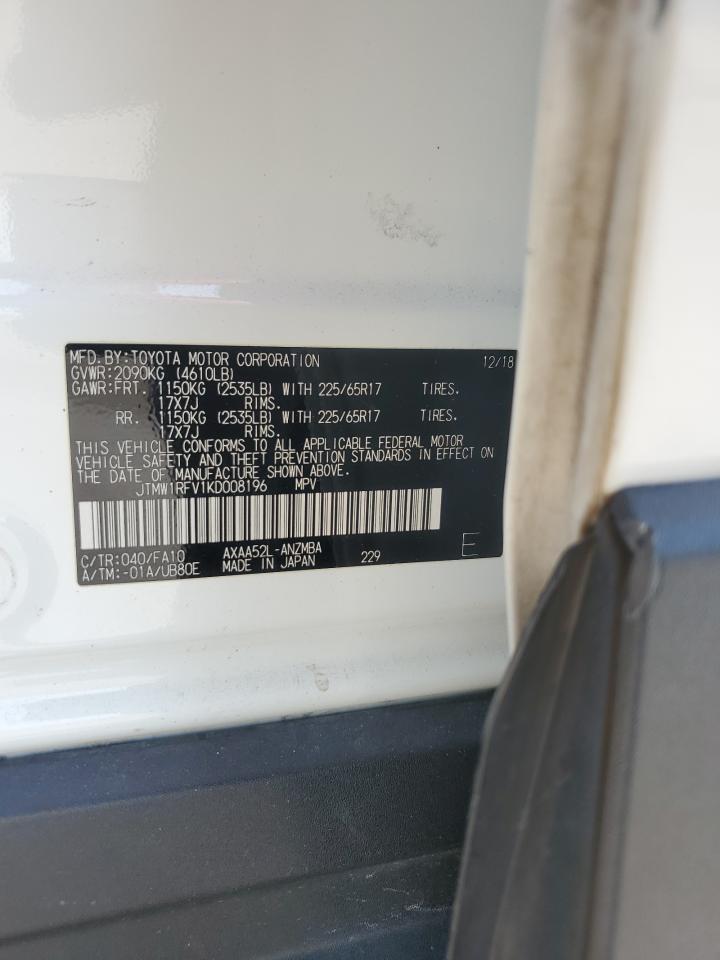 MFD. BY: TOYOTA MOTOR CORPORATION 12/18
GVWR: 2090KG (4610LB)
GAWR: FRT. 1150KG (2535LB) WITH 225/65R17 TIRES.
17X7J RIMS.
RR. 1150KG (2535LB) WITH 225/65R17 TIRES.
17X7J RIMS.
THIS VEHICLE CONFORMS TO ALL APPLICABLE FEDERAL MOTOR
VEHICLE SAFETY AND THEFT PREVENTION STANDARDS IN EFFECT ON
THE DATE OF MANUFACTURE SHOWN ABOVE.
JTMW1RFV1KD008196 MPV
C/TR: 040/FA10 AXAA52L-ANZMBA
A/TM: -01A/UB80E MADE IN JAPAN 229 E